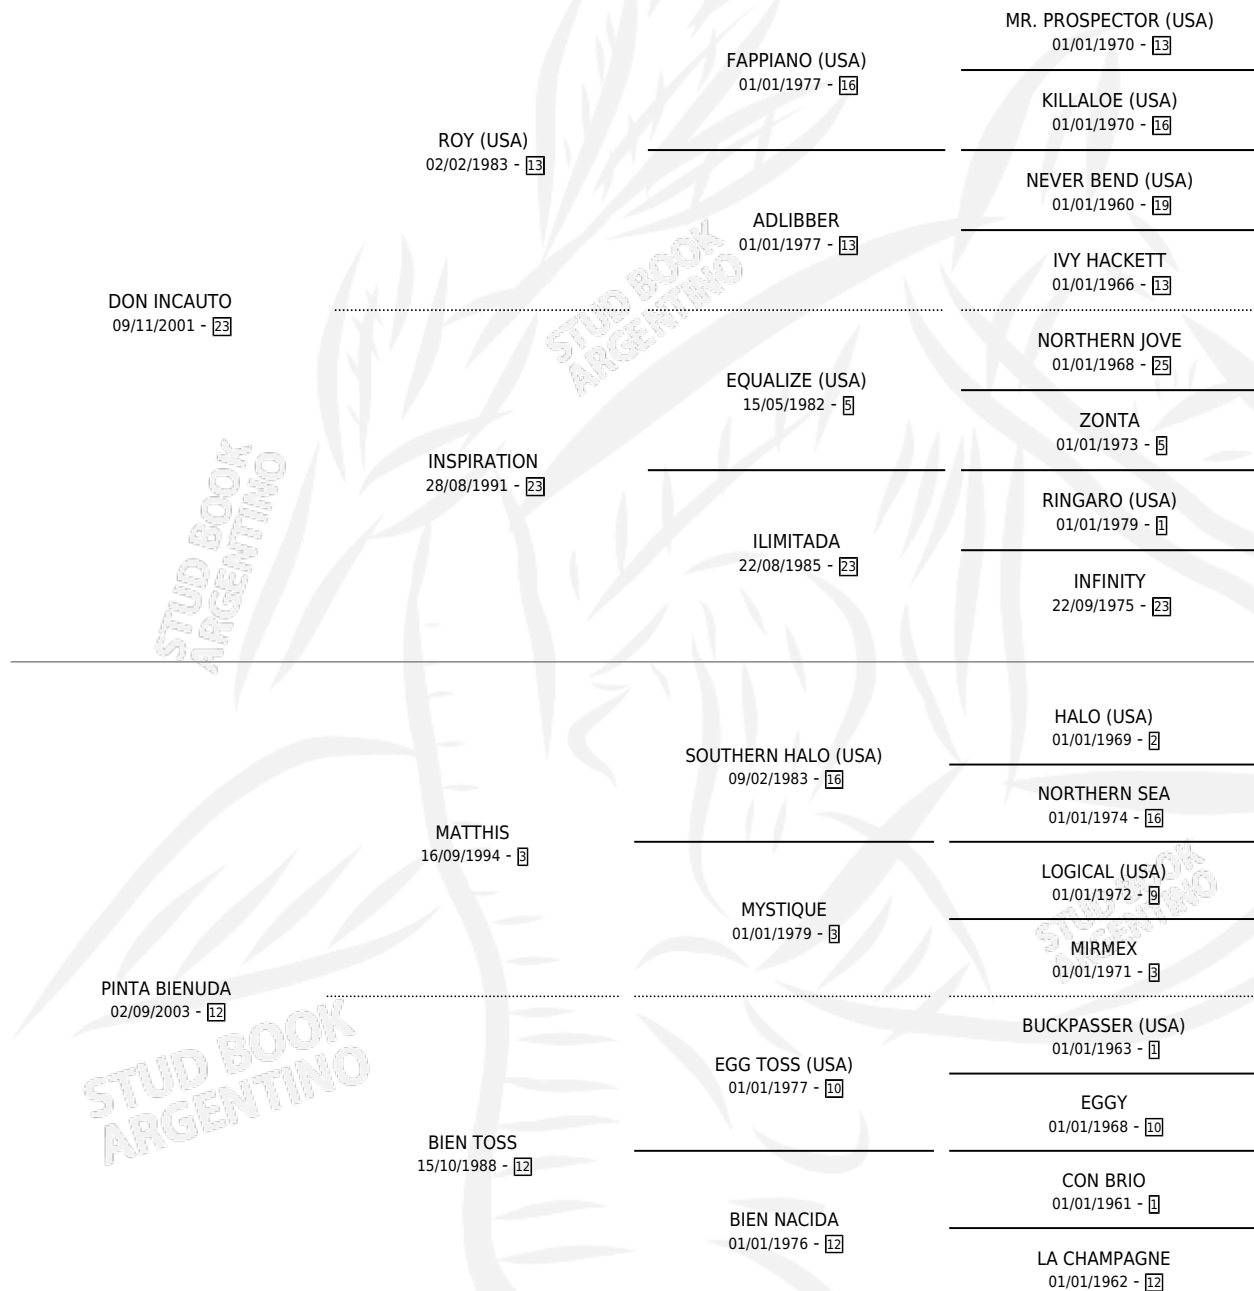 MR. PROSPECTOR (USA)
01/01/1970 - 13
FAPPIANO (USA)
01/01/1977 - 16
KILLALOE (USA)
01/01/1970 - 16
ROY (USA)
02/02/1983 - 13
NEVER BEND (USA)
01/01/1960 - 19
ADLIBBER
01/01/1977 - 13
IVY HACKETT
01/01/1966 - 13
DON INCAUTO
09/11/2001 - 23
NORTHERN JOVE
01/01/1968 - 25
EQUALIZE (USA)
15/05/1982 - 5
ZONTA
01/01/1973 - 5
INSPIRATION
28/08/1991 - 23
RINGARO (USA)
01/01/1979 - 1
ILIMITADA
22/08/1985 - 23
INFINITY
22/09/1975 - 23
HALO (USA)
01/01/1969 - 2
SOUTHERN HALO (USA)
09/02/1983 - 16
NORTHERN SEA
01/01/1974 - 16
MATTHIS
16/09/1994 - 3
LOGICAL (USA)
01/01/1972 - 9
MYSTIQUE
01/01/1979 - 3
MIRMEX
01/01/1971 - 3
PINTA BIENUDA
02/09/2003 - 12
BUCKPASSER (USA)
01/01/1963 - 1
EGG TOSS (USA)
01/01/1977 - 10
EGGY
01/01/1968 - 10
BIEN TOSS
15/10/1988 - 12
CON BRIO
01/01/1961 - 1
BIEN NACIDA
01/01/1976 - 12
LA CHAMPAGNE
01/01/1962 - 12
STUD BOOK
ARGENTINO
STUD BOOK
ARGENTINO
STUD BOOK
ARGENTINO
STUD BOOK
ARGENTINO